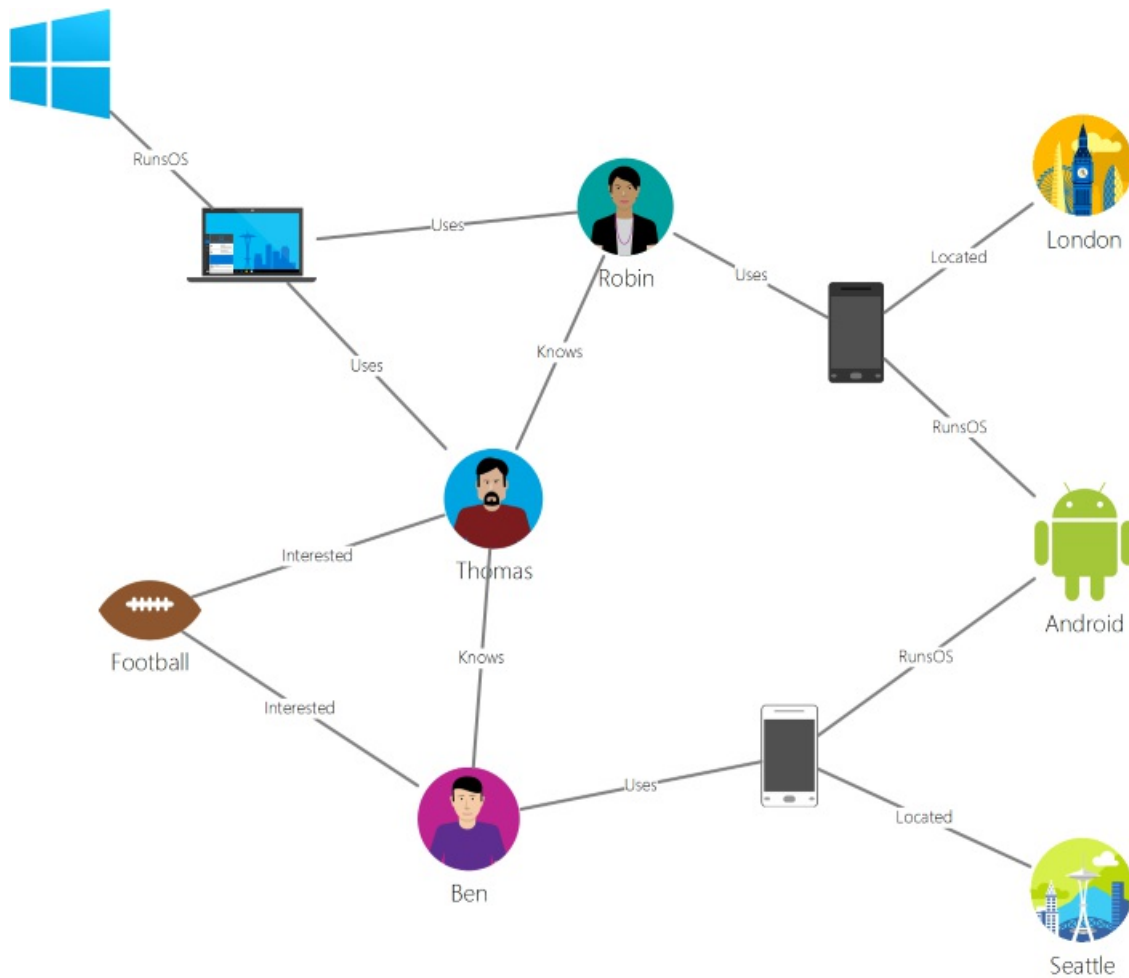 RunsOS
London
Uses
Robin
Uses
Located
Knows
Uses
RunsOS
Interested
Thomas
Android
Football
Knows
RunsOS
Interested
Uses
Located
Ben
Seattle